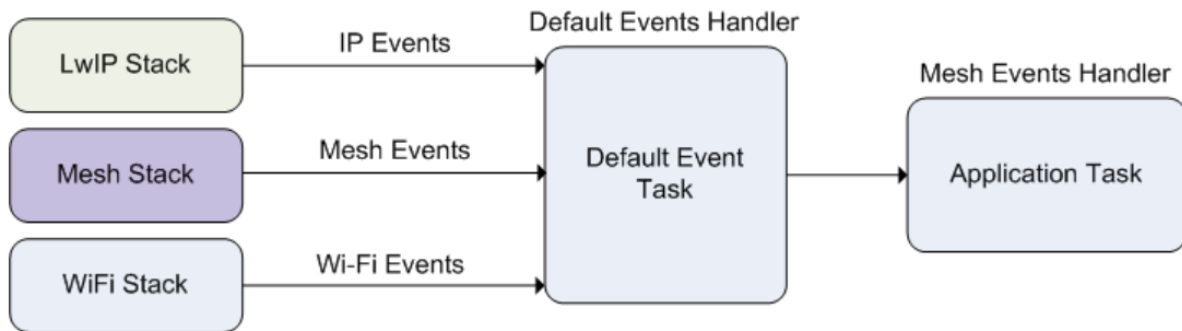 Default Events Handler
LwIP Stack
IP Events
Mesh Events Handler
Mesh Stack
Mesh Events
Default Event
Task
Application Task
WiFi Stack
Wi-Fi Events